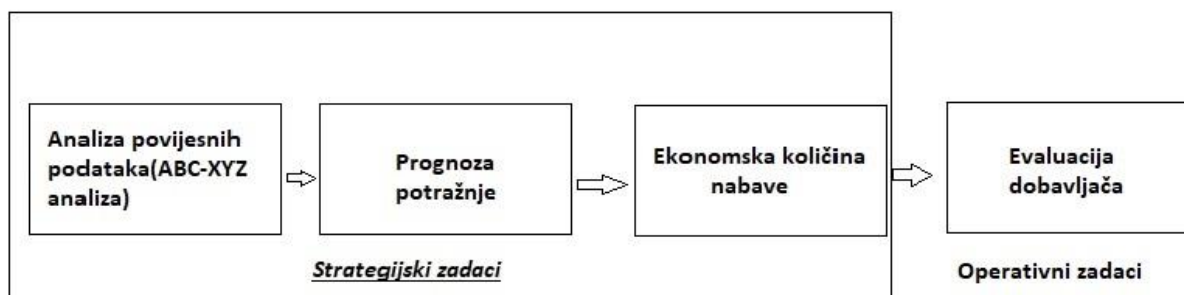 Analiza povijesnih
podataka(ABC-XYZ
analiza)
Prognoza
potražnje
Ekonomska količina
nabave
Evaluacija
dobavljača
Strategijski zadaci
Operativni zadaci